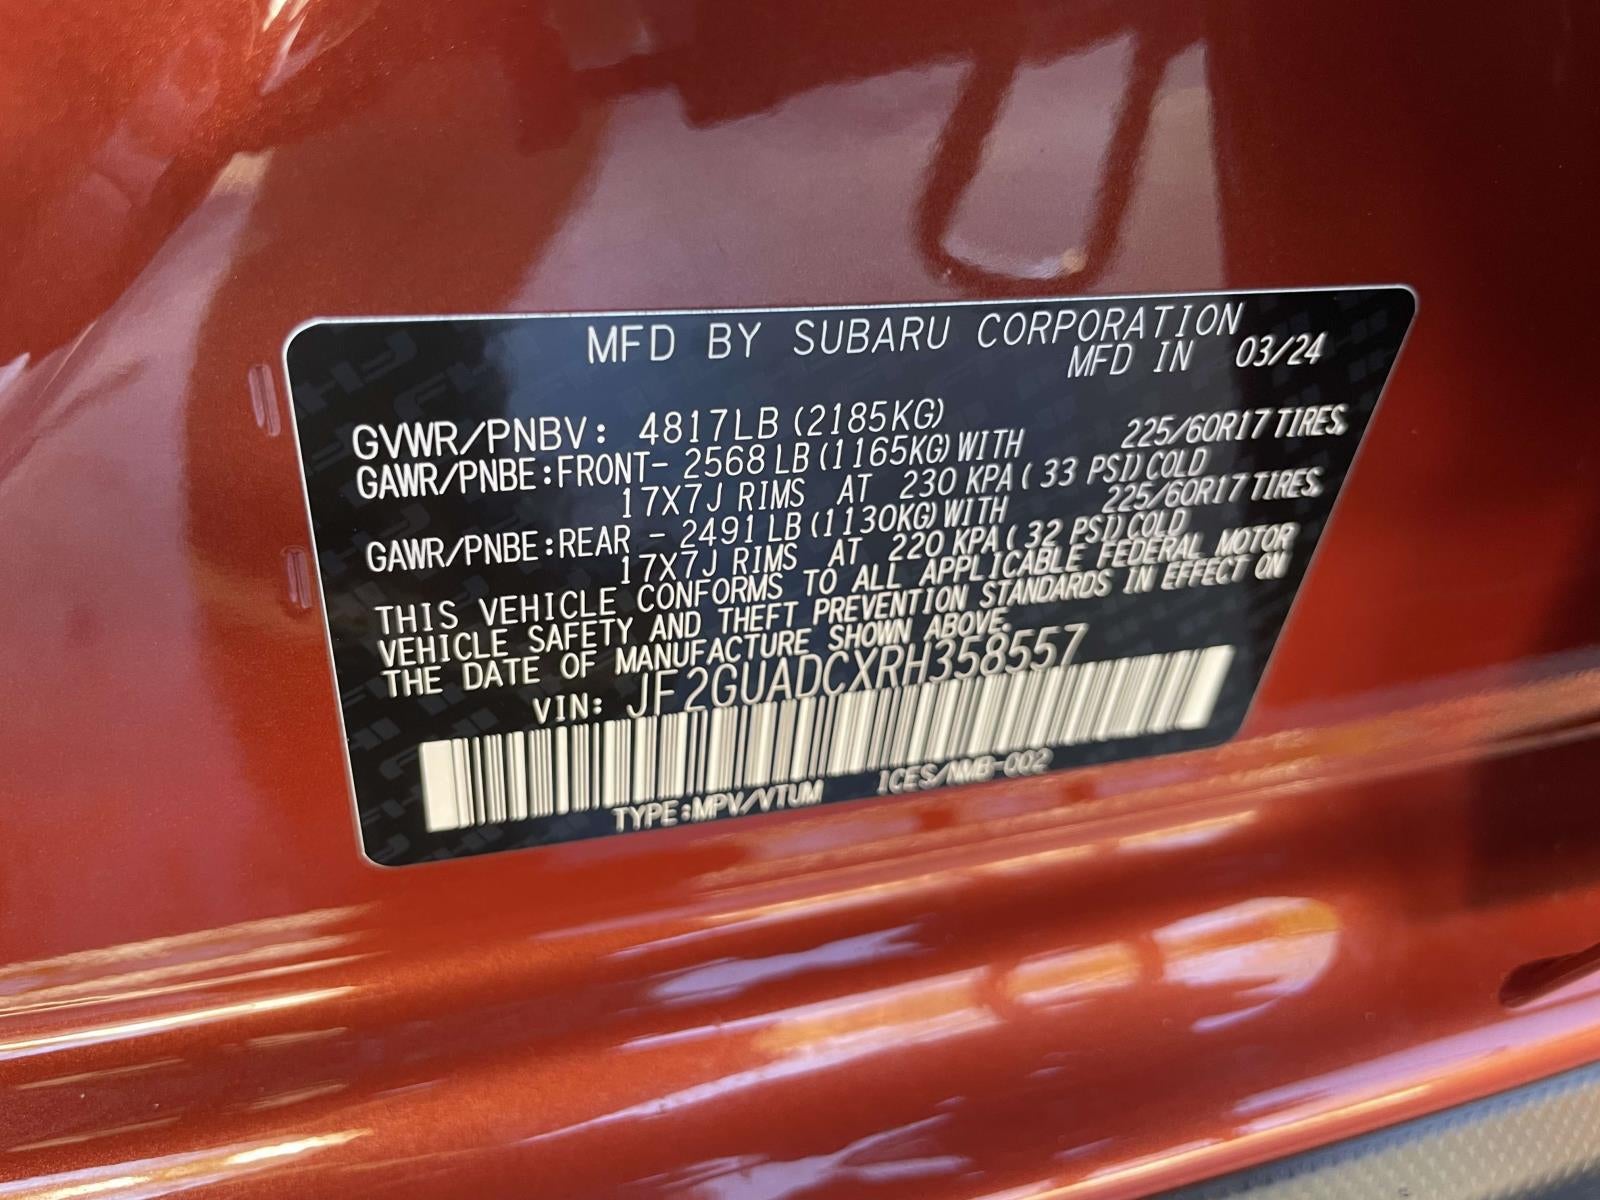 MFD BY SUBARU CORPORATION
MFD IN 03/24
GVWR/PNBV: 4817LB (2185KG)
GAWR/PNBE:FRONT- 2568 LB (1165KG) WITH 225/60R17 TIRES,
17X7J RIMS AT 230 KPA ( 33 PSI) COLD
GAWR/PNBE:REAR - 2491 LB (1130KG) WITH 225/60R17 TIRES,
17X7J RIMS AT 220 KPA ( 32 PSI) COLD
THIS VEHICLE CONFORMS TO ALL APPLICABLE FEDERAL MOTOR
VEHICLE SAFETY AND THEFT PREVENTION STANDARDS IN EFFECT ON
THE DATE OF MANUFACTURE SHOWN ABOVE.
VIN: JF2GUADCXRH358557
TYPE:MPV/VTUM ICES/NMB-002